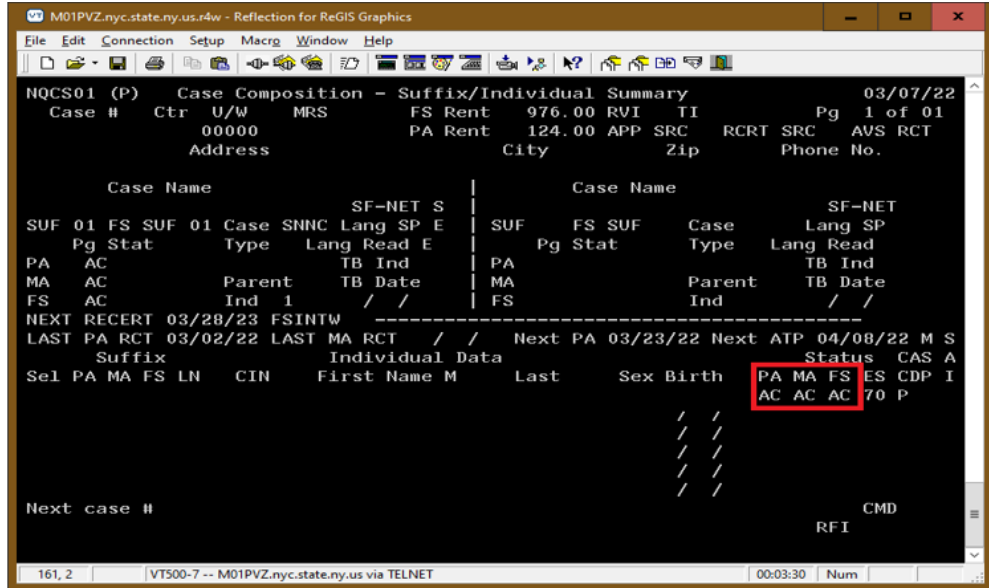 M01PVZ.nyc.state.ny.us.r4w - Reflection for ReGIS Graphics
File Edit Connection Setup Macro Window Help
NQCS01 (P) Case Composition - Suffix/Individual Summary 03/07/22
Case # Ctr U/W MRS FS Rent 976.00 RVI TI Pg 1 of 01
00000 PA Rent 124.00 APP SRC RCRT SRC AVS RCT
Address City Zip Phone No.
Case Name | Case Name
SF-NET S | SF-NET
SUF 01 FS SUF 01 Case SNNC Lang SP E | SUF FS SUF Case Lang SP
Pg Stat Type Lang Read E | Pg Stat Type Lang Read
PA AC TB Ind | PA TB Ind
MA AC Parent TB Date | MA Parent TB Date
FS AC Ind 1 / / | FS Ind / /
NEXT RECERT 03/28/23 FSINTW --------------------------------------------------
LAST PA RCT 03/02/22 LAST MA RCT / / Next PA 03/23/22 Next ATP 04/08/22 M S
Suffix Individual Data Status CAS A
Sel PA MA FS LN CIN First Name M Last Sex Birth PA MA FS ES CDP I
AC AC AC 70 P
/ /
/ /
/ /
/ /
/ /
Next case # CMD
RFI
161, 2 VT500-7 -- M01PVZ.nyc.state.ny.us via TELNET 00:03:30 Num